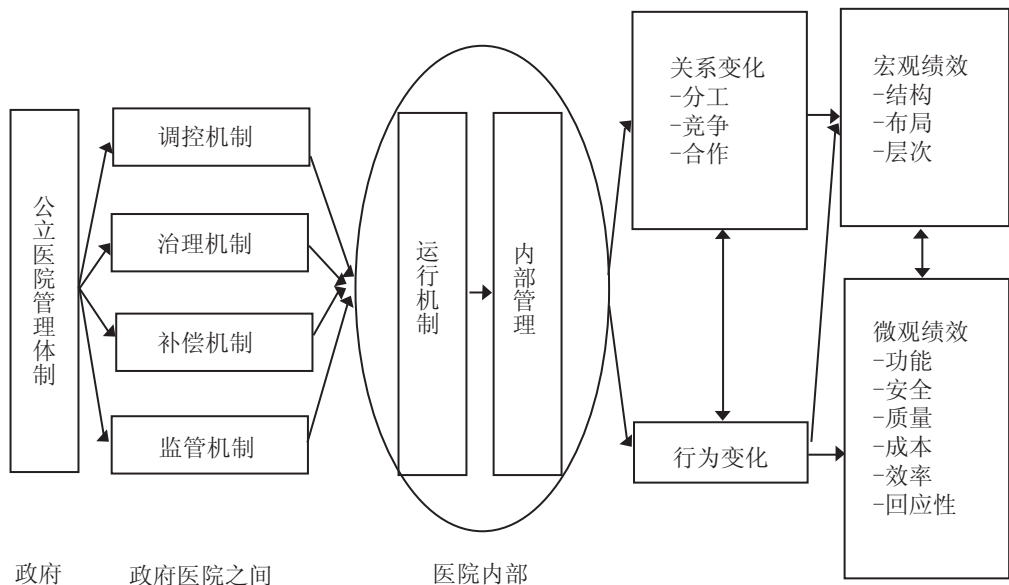 公立医院管理体制
调控机制
治理机制
补偿机制
监管机制
运行机制
内部管理
关系变化
-分工
-竞争
-合作
行为变化
宏观绩效
-结构
-布局
-层次
微观绩效
-功能
-安全
-质量
-成本
-效率
-回应性
政府
政府医院之间
医院内部